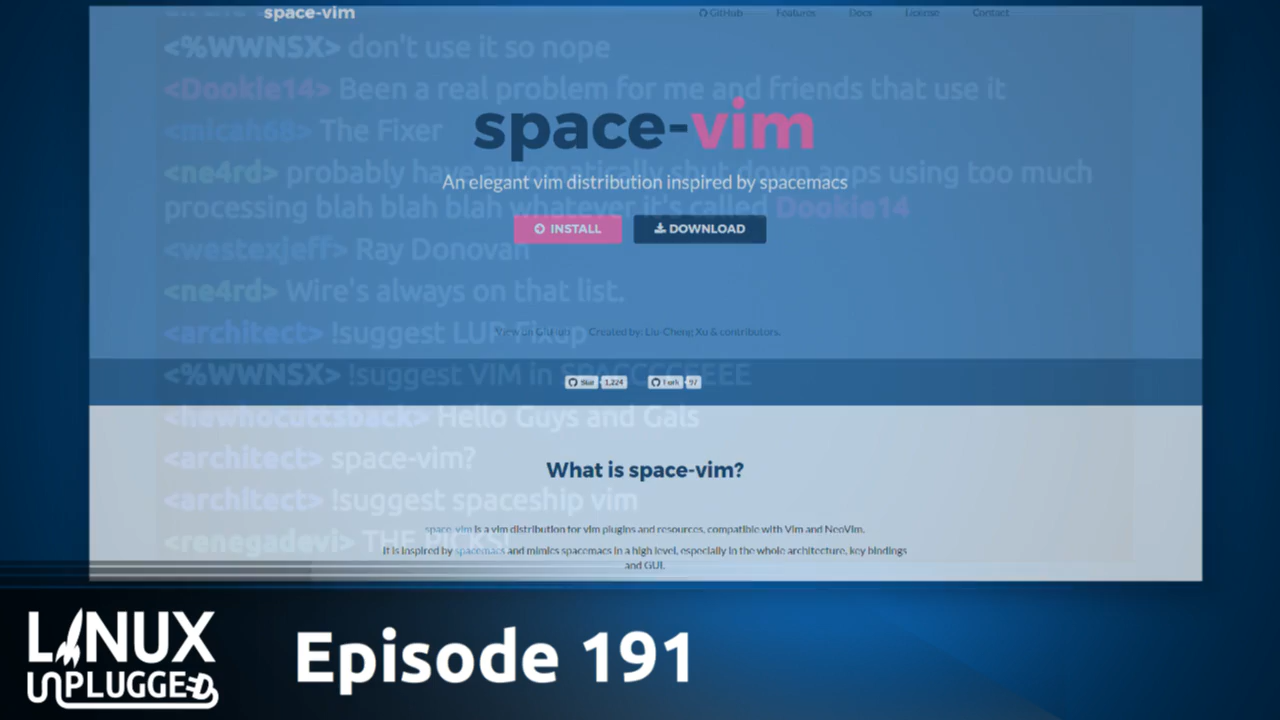 space-vim
GitHub Features Docs License Contact
<%WWNSX> don't use it so nope
<Dookie14> Been a real problem for me and friends that use it
<micah68> The Fixer
space-vim
<ne4rd> probably have automatically shut down apps using too much
An elegant vim distribution inspired by spacemacs
processing blah blah blah whatever it's called Dookie14
INSTALL DOWNLOAD
<westexjeff> Ray Donovan
<ne4rd> Wire's always on that list.
<architect> !suggest LUP Fixup
View on GitHub Created by: Liu-Cheng Xu & contributors.
<%WWNSX> !suggest VIM in
Star 1,224 Fork 97
<hewhocuttsback> Hello Guys and Gals
<architect> space-vim?
What is space-vim?
<architect> !suggest spaceship vim
space-vim is a vim distribution for vim plugins and resources, compatible with Vim and NeoVim.
<renegadevi> THE PICKS!
It is inspired by spacemacs and mimics spacemacs in a high level, especially in the whole architecture, key bindings
and GUI.
LINUX
UNPLUGGED
Episode 191